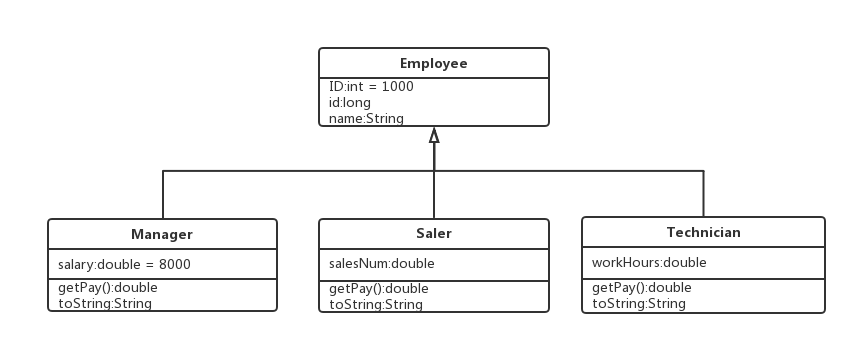 Employee
ID:int = 1000
id:long
name:String
Manager
salary:double = 8000
getPay():double
toString:String
Saler
salesNum:double
getPay():double
toString:String
Technician
workHours:double
getPay():double
toString:String